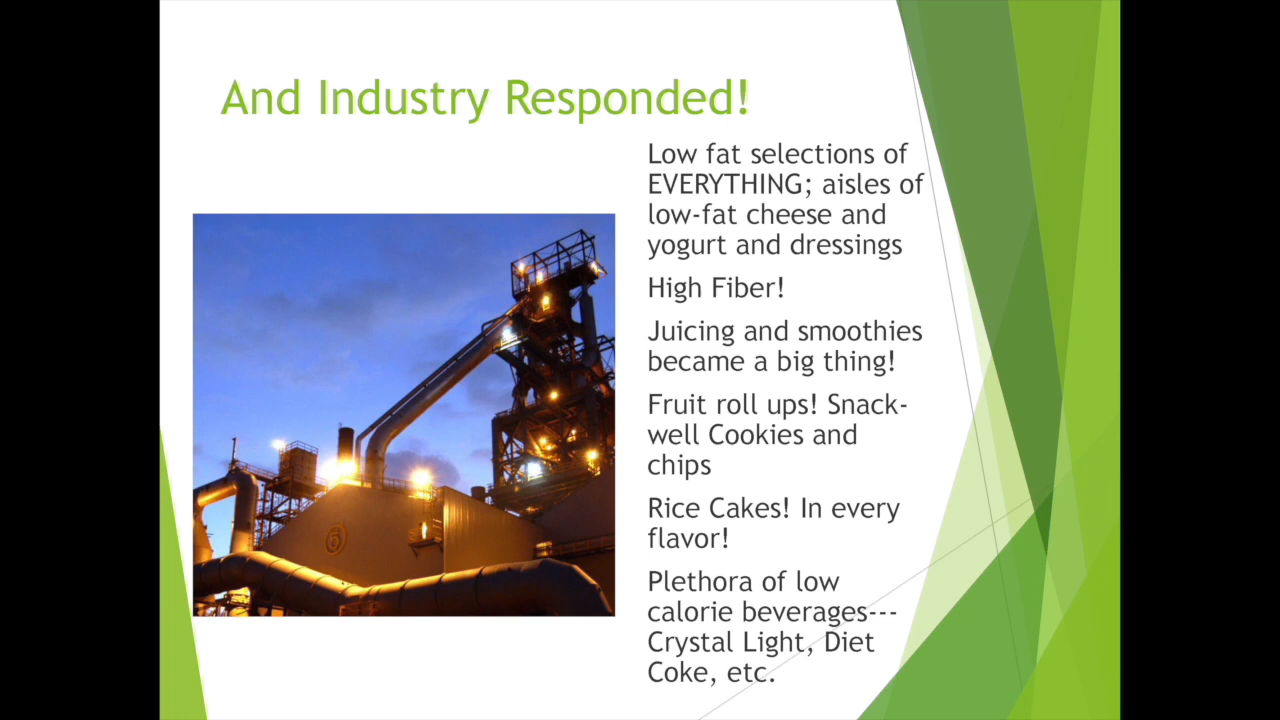 And Industry Responded!
Low fat selections of
EVERYTHING; aisles of
low-fat cheese and
yogurt and dressings
High Fiber!
Juicing and smoothies
became a big thing!
Fruit roll ups! Snack-
well Cookies and
chips
Rice Cakes! In every
flavor!
Plethora of low
calorie beverages---
Crystal Light, Diet
Coke, etc.
5